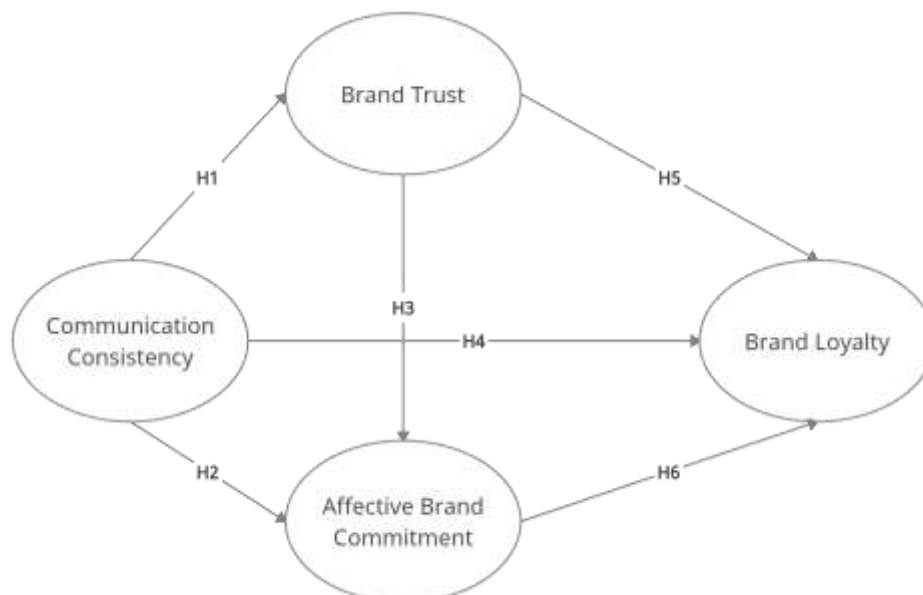 Brand Trust
H1
H5
H3
Communication
Consistency
H4
Brand Loyalty
H2
H6
Affective Brand
Commitment